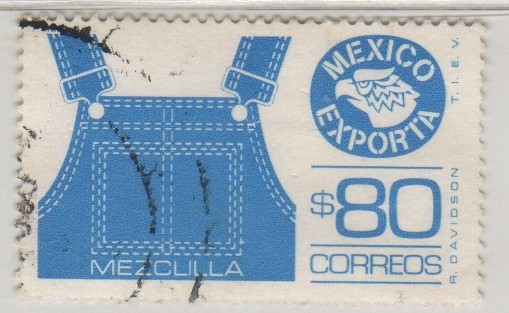 MEXICO
EXPORTA
$80
CORREOS
MEZCLILLA
R. DAVIDSON T. I. E. V.